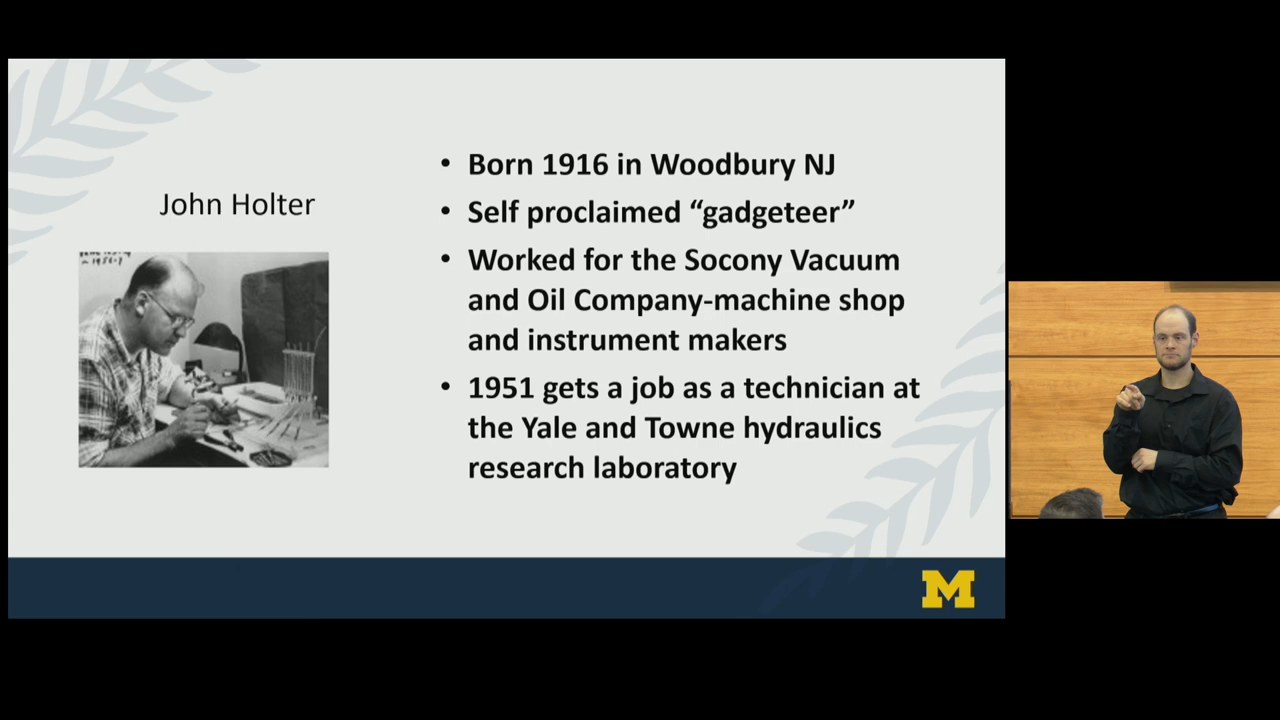 John Holter
• Born 1916 in Woodbury NJ
• Self proclaimed “gadgeteer”
• Worked for the Socony Vacuum
and Oil Company-machine shop
and instrument makers
• 1951 gets a job as a technician at
the Yale and Towne hydraulics
research laboratory
M